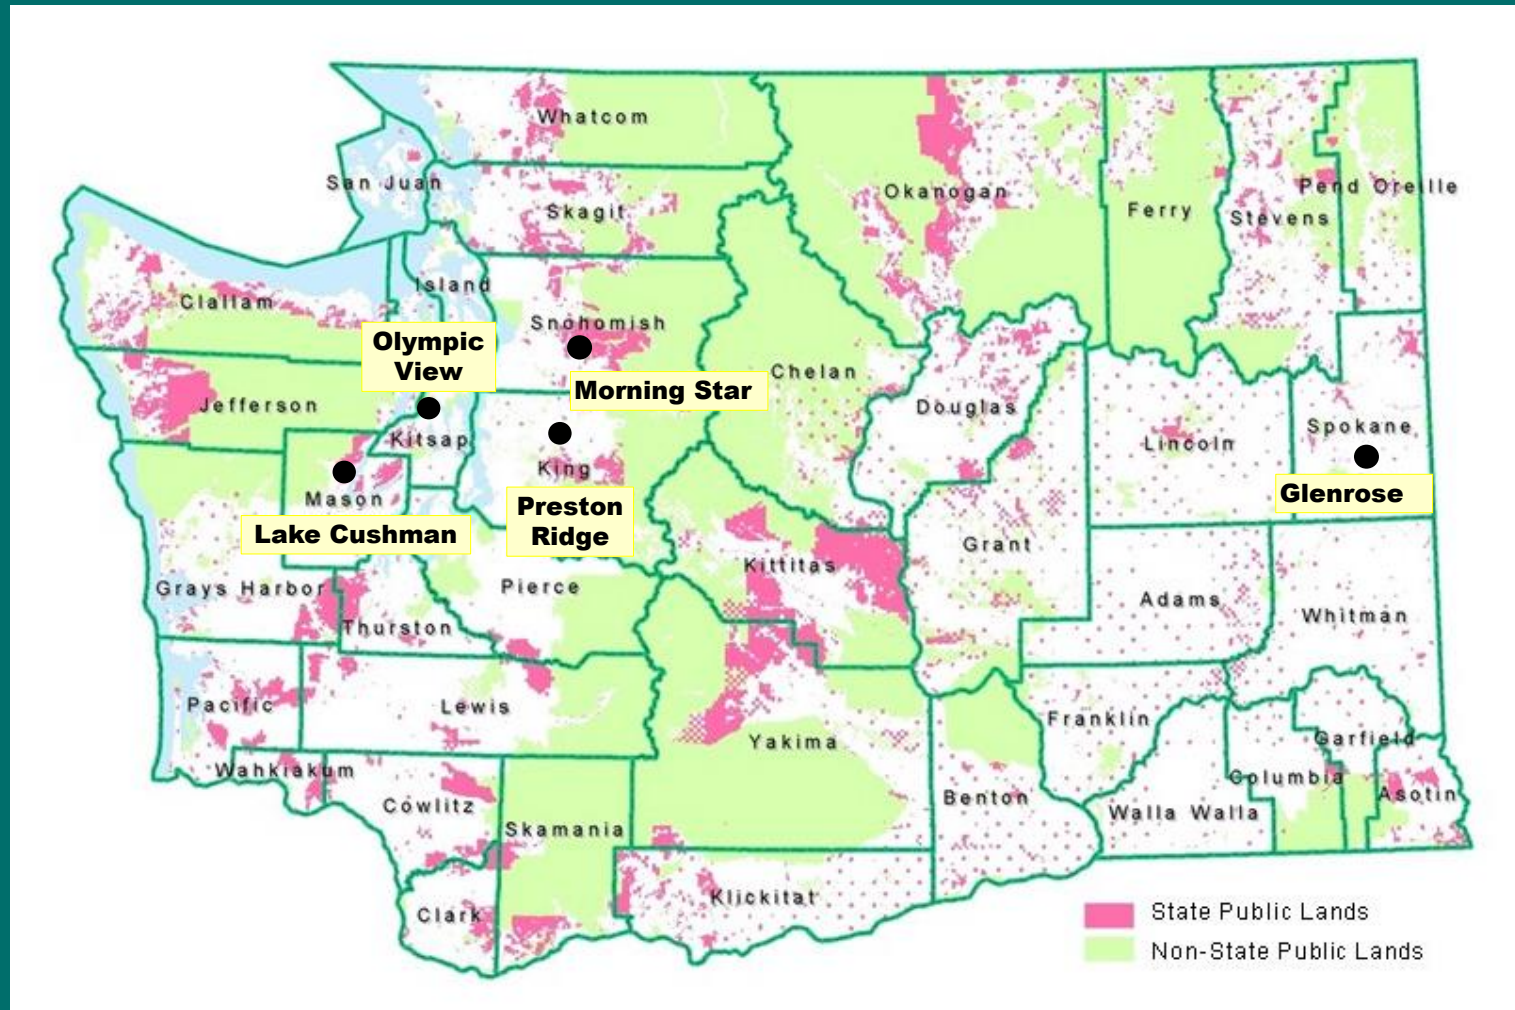 Whatcom
San Juan
Skagit
Okanogan
Ferry
Stevens
Pend Oreille
Clallam
Island
Snohomish
Olympic
View
Morning Star
Chelan
Douglas
Lincoln
Spokane
Glenrose
Jefferson
Kitsap
King
Preston
Ridge
Mason
Lake Cushman
Grays Harbor
Pierce
Kittitas
Grant
Adams
Whitman
Thurston
Pacific
Lewis
Yakima
Franklin
Garfield
Wahkiakum
Cowlitz
Skamania
Benton
Walla Walla
Columbia
Asotin
Clark
Klickitat
State Public Lands
Non-State Public Lands